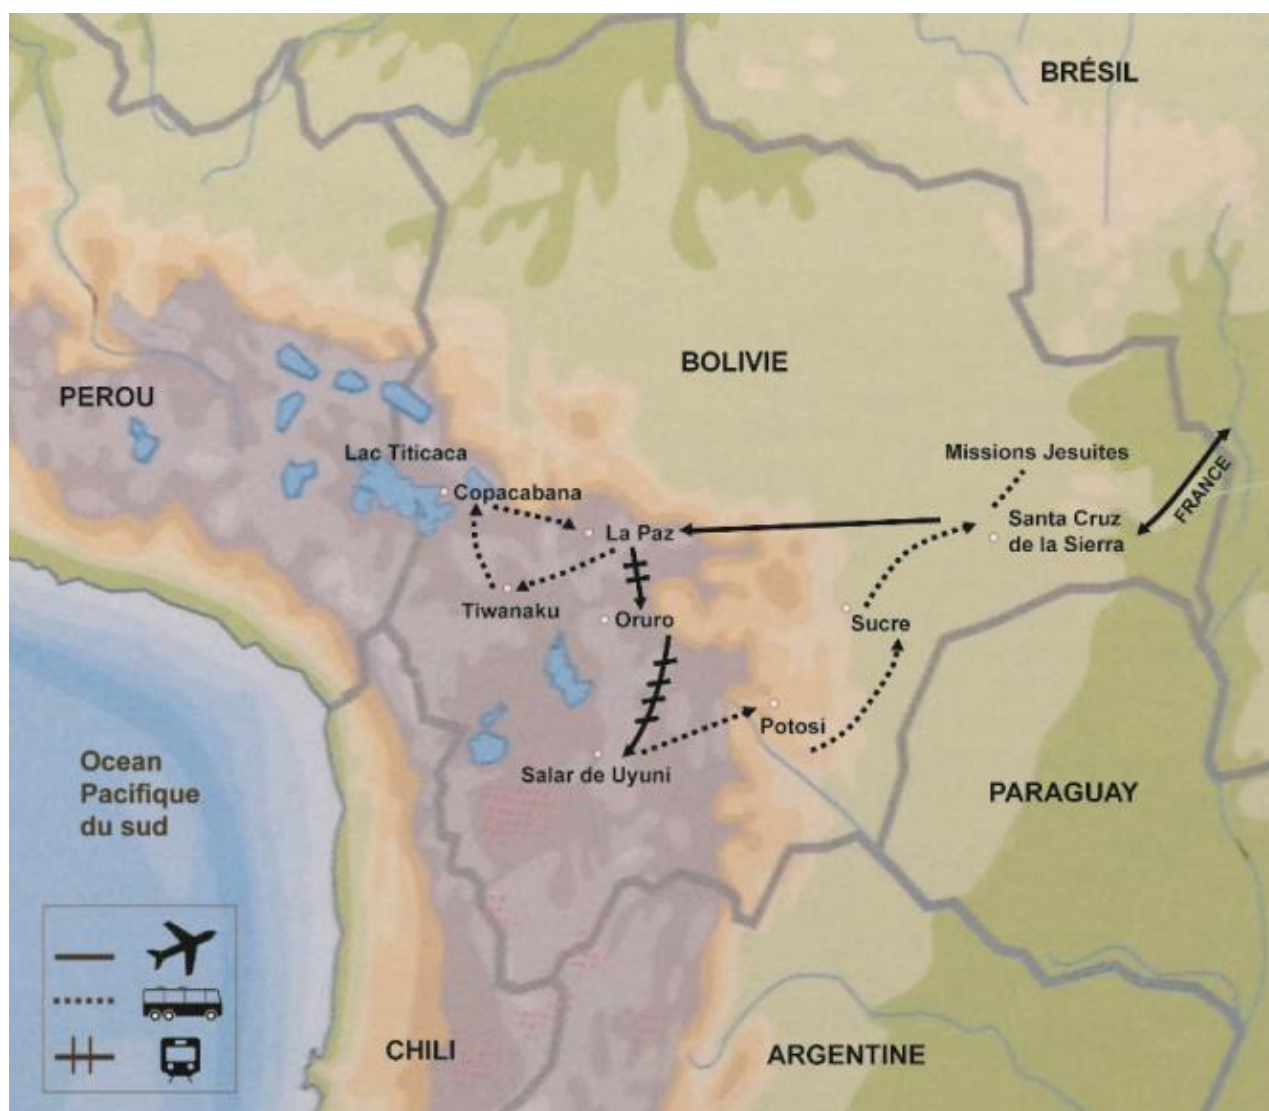 BRÉSIL
BOLIVIE
PEROU
Lac Titicaca
Missions Jesuites
FRANCE
Copacabana
La Paz
Santa Cruz
de la Sierra
Tiwanaku
Oruro
Sucre
Potosi
Salar de Uyuni
Ocean
Pacifique
du sud
PARAGUAY
CHILI
ARGENTINE